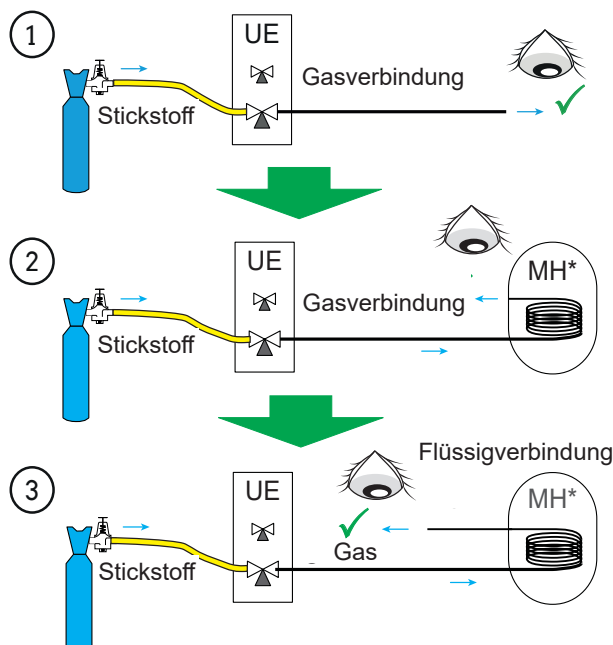 1
UE
Gasverbindung
Stickstoff
2
UE
MH*
Gasverbindung
Stickstoff
Flüssigverbindung
3
UE
MH*
Gas
Stickstoff